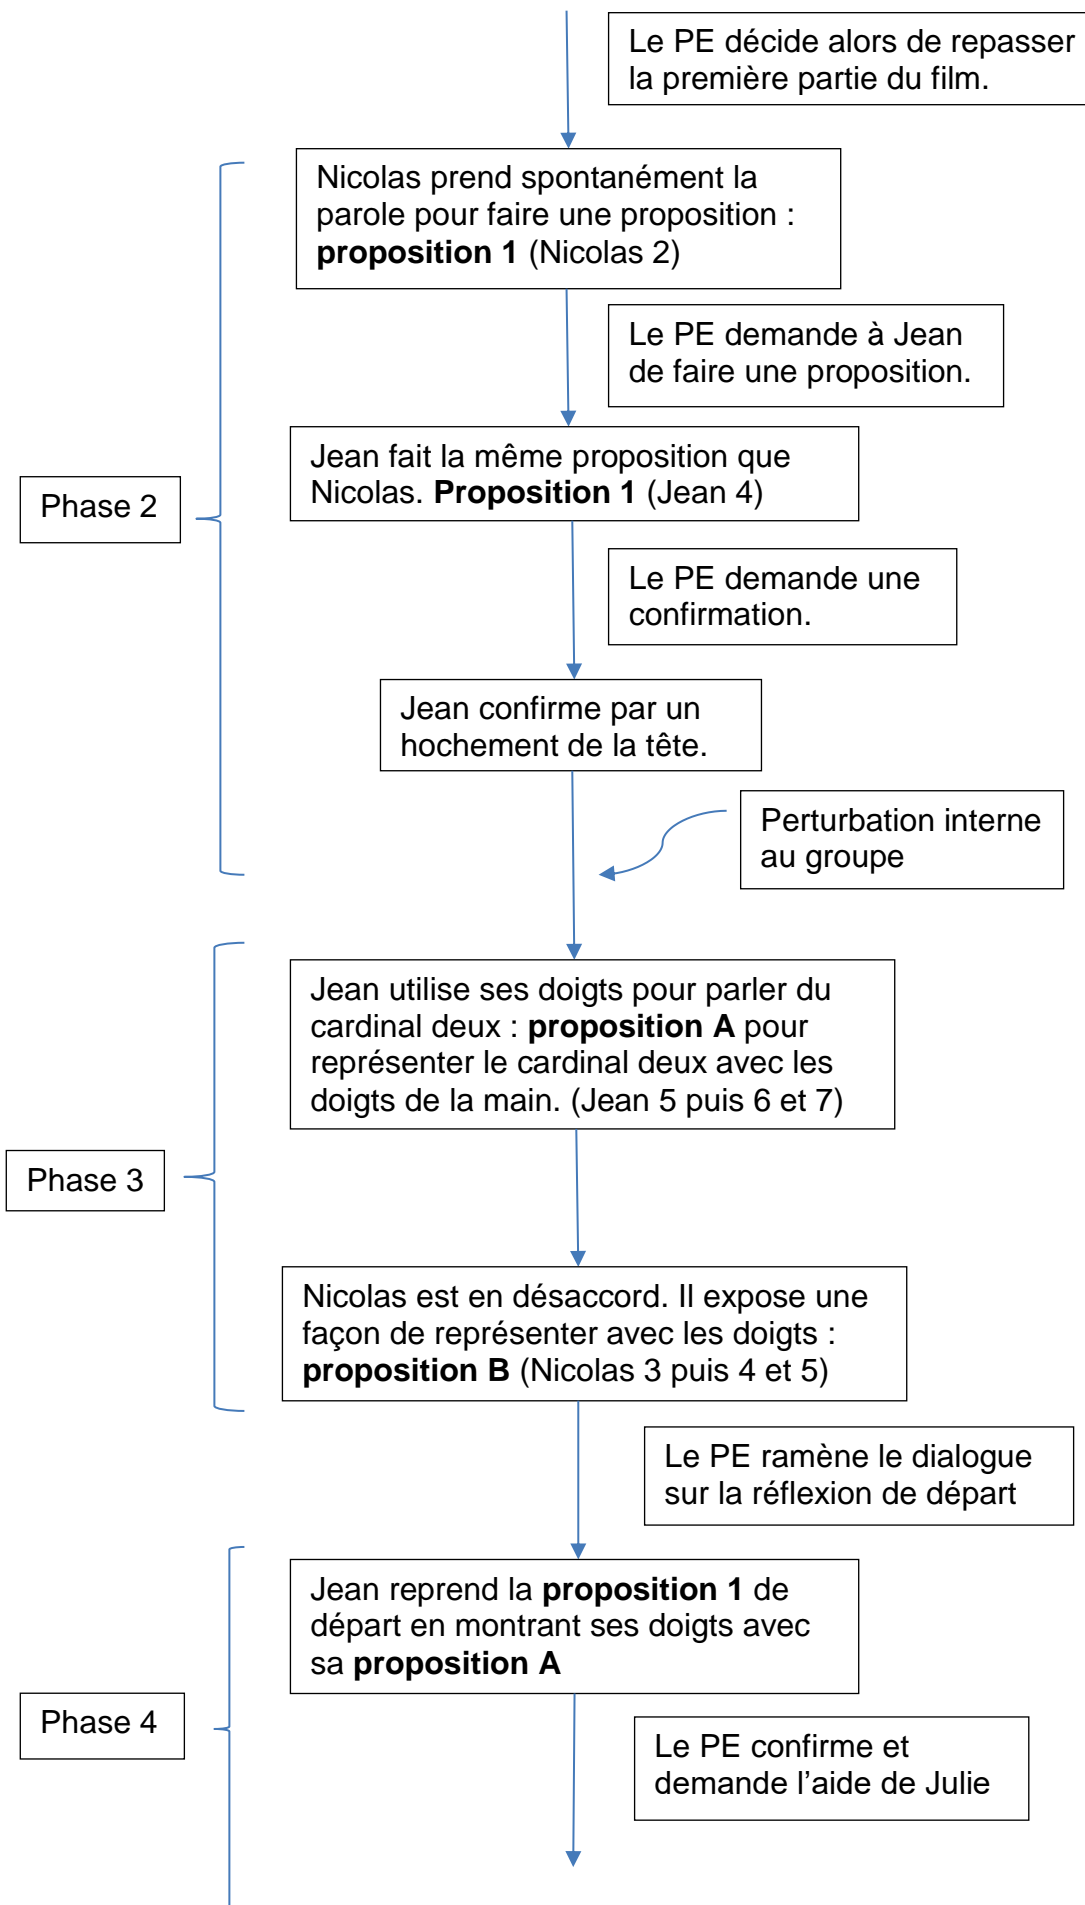 Le PE décide alors de repasser
la première partie du film.
Nicolas prend spontanément la
parole pour faire une proposition :
proposition 1 (Nicolas 2)
Le PE demande à Jean
de faire une proposition.
Jean fait la même proposition que
Nicolas. Proposition 1 (Jean 4)
Phase 2
Le PE demande une
confirmation.
Jean confirme par un
hochement de la tête.
Perturbation interne
au groupe
Jean utilise ses doigts pour parler du
cardinal deux : proposition A pour
représenter le cardinal deux avec les
doigts de la main. (Jean 5 puis 6 et 7)
Phase 3
Nicolas est en désaccord. Il expose une
façon de représenter avec les doigts :
proposition B (Nicolas 3 puis 4 et 5)
Le PE ramène le dialogue
sur la réflexion de départ
Jean reprend la proposition 1 de
départ en montrant ses doigts avec
sa proposition A
Phase 4
Le PE confirme et
demande l’aide de Julie